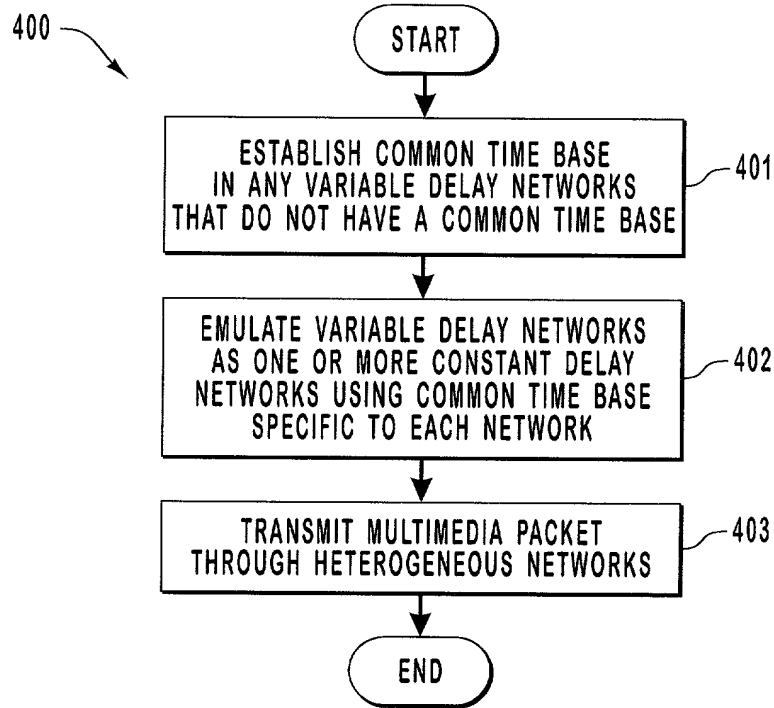 400
START
ESTABLISH COMMON TIME BASE
IN ANY VARIABLE DELAY NETWORKS
THAT DO NOT HAVE A COMMON TIME BASE
401
EMULATE VARIABLE DELAY NETWORKS
AS ONE OR MORE CONSTANT DELAY
NETWORKS USING COMMON TIME BASE
SPECIFIC TO EACH NETWORK
402
TRANSMIT MULTIMEDIA PACKET
THROUGH HETEROGENEOUS NETWORKS
403
END